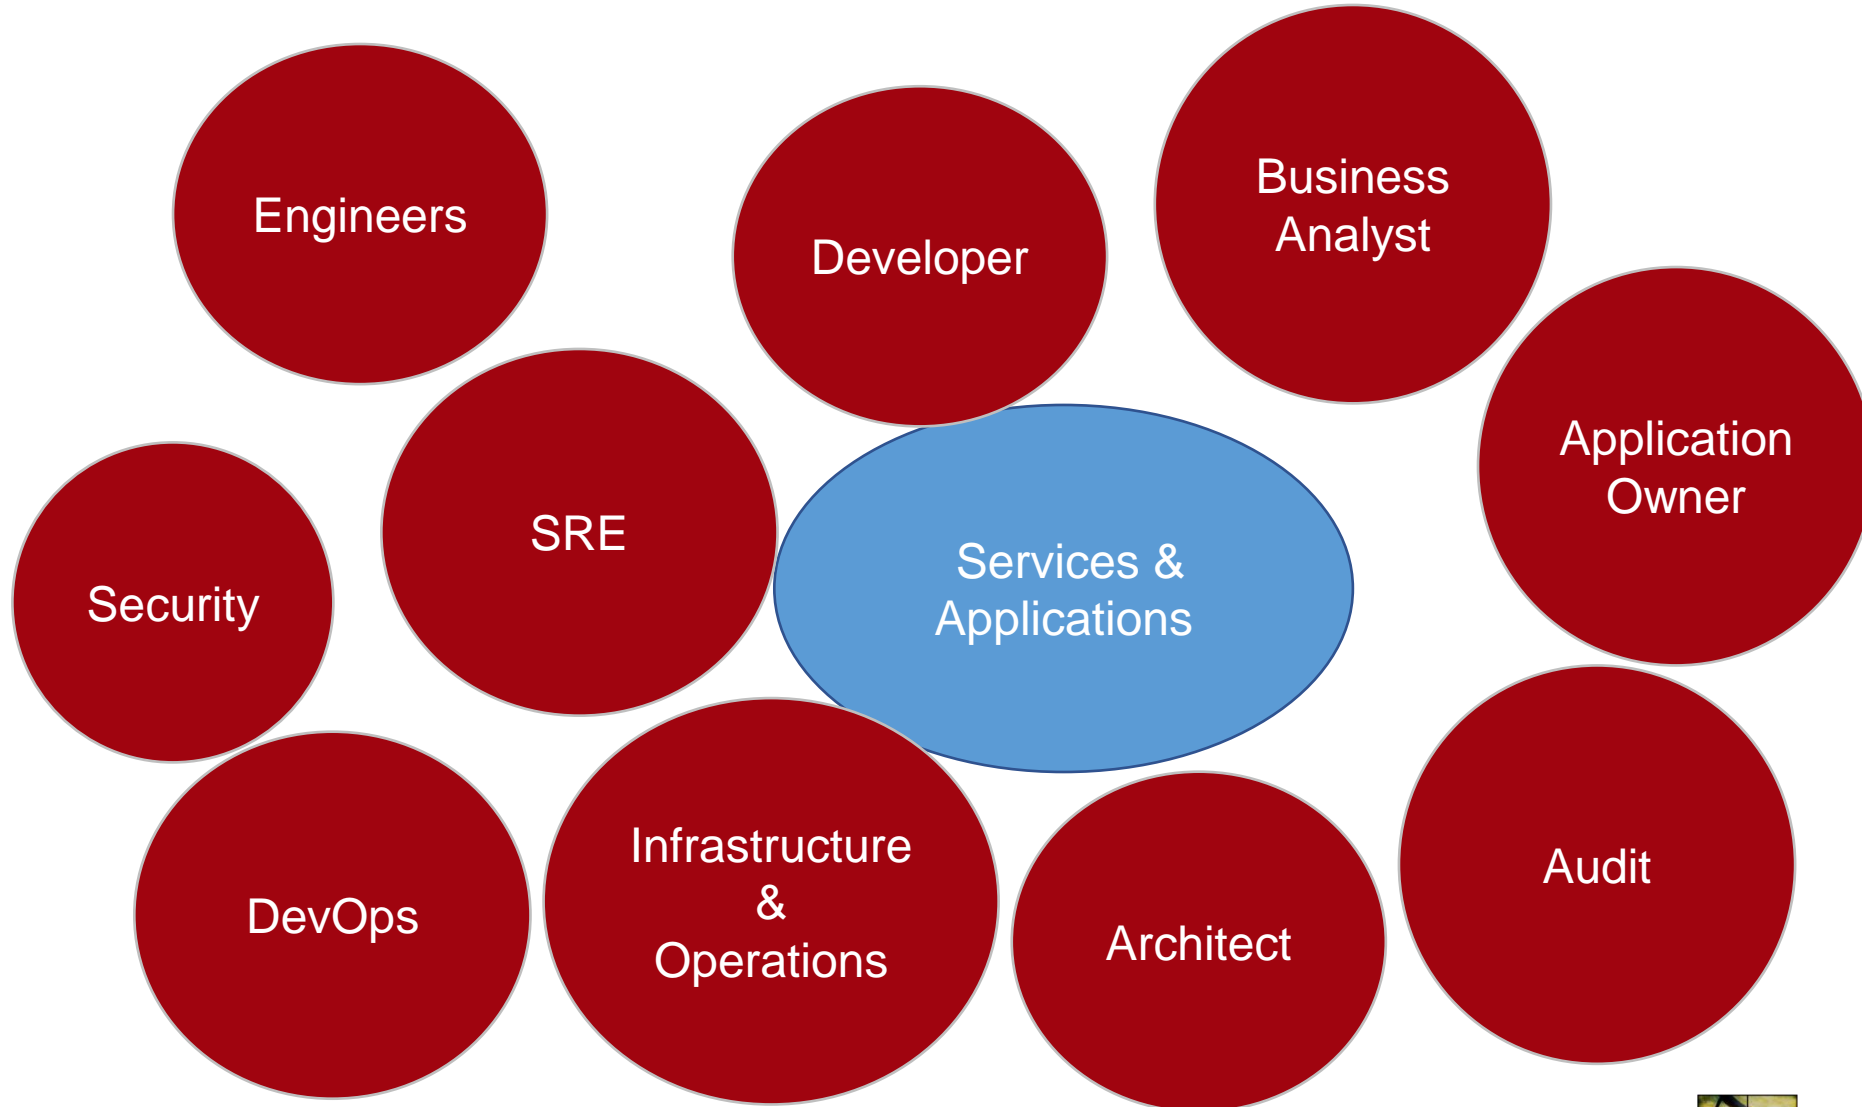 Engineers
Developer
Business
Analyst
Application
Owner
SRE
Services &
Applications
Security
Infrastructure
&
Operations
DevOps
Architect
Audit